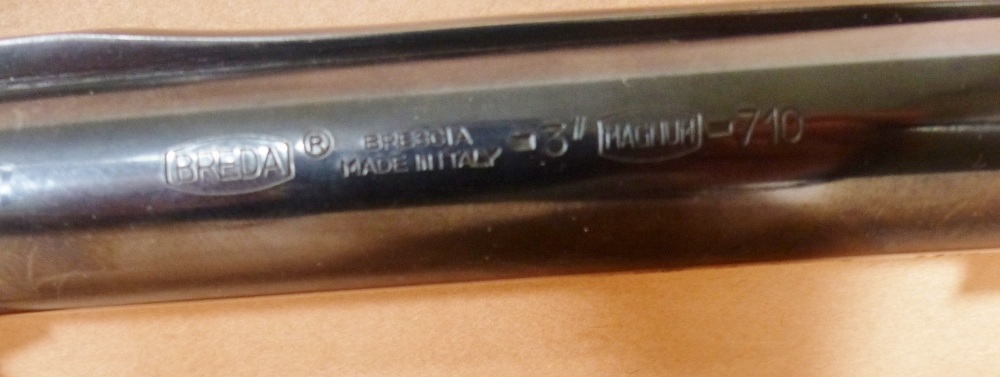 BREDA ® BRESCIA -3" MAGNUM -710
MADE IN ITALY